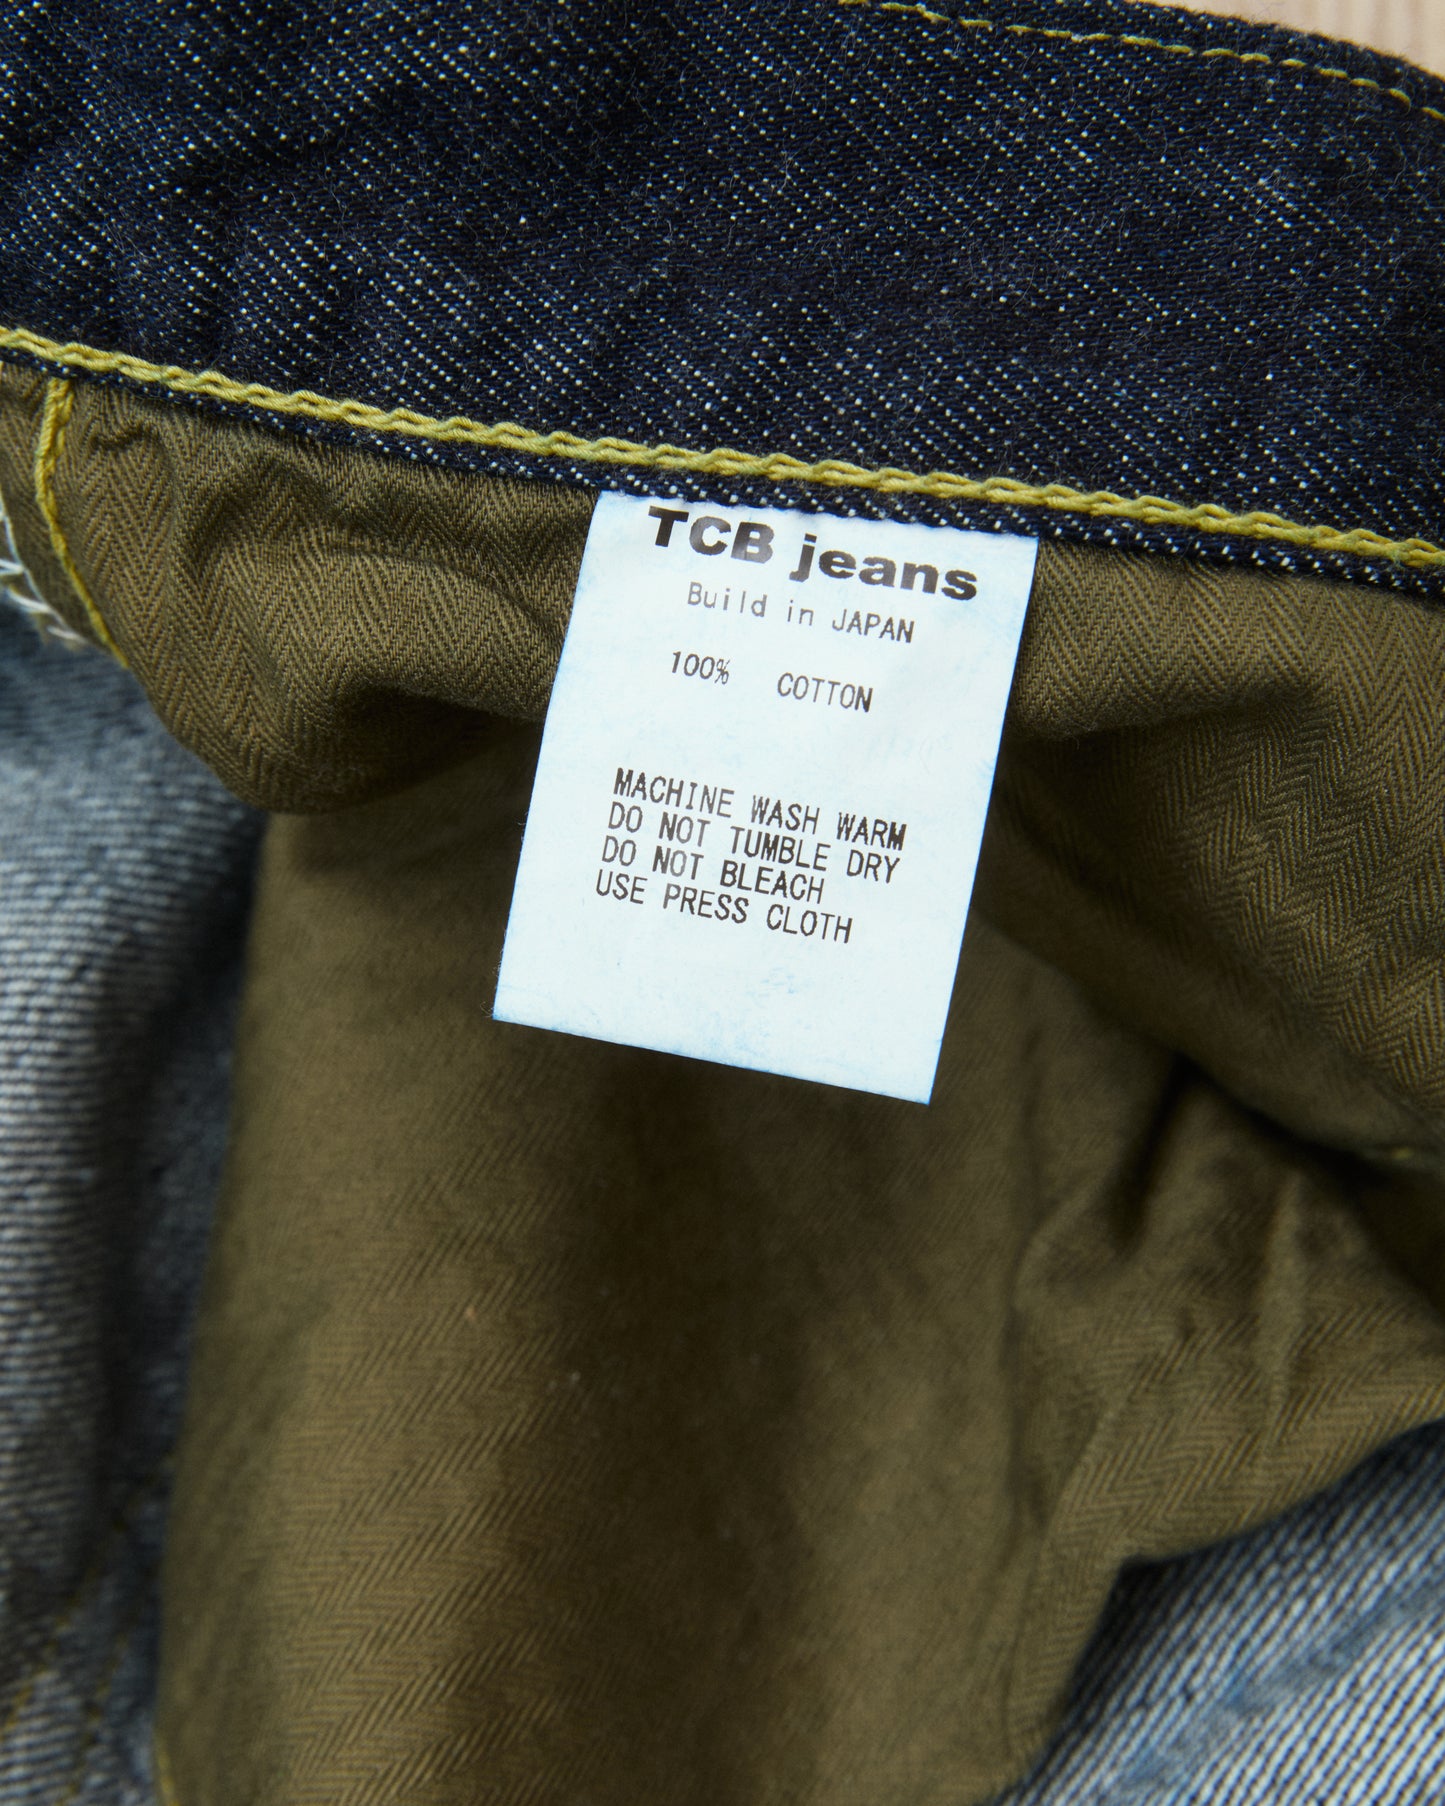 TCB jeans
Build in JAPAN
100% COTTON
MACHINE WASH WARM
DO NOT TUMBLE DRY
DO NOT BLEACH
USE PRESS CLOTH